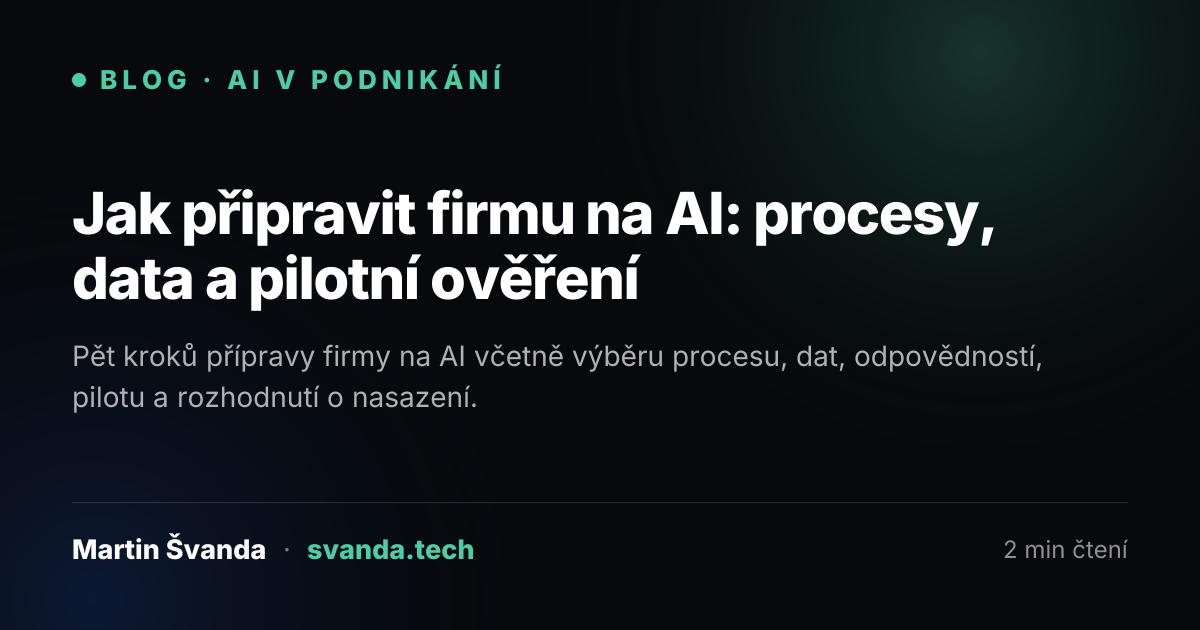 BLOG · AI V PODNIKÁNÍ
Jak připravit firmu na AI: procesy,
data a pilotní ověření
Pět kroků přípravy firmy na AI včetně výběru procesu, dat, odpovědností,
pilotu a rozhodnutí o nasazení.
Martin Švanda · svanda.tech
2 min čtení